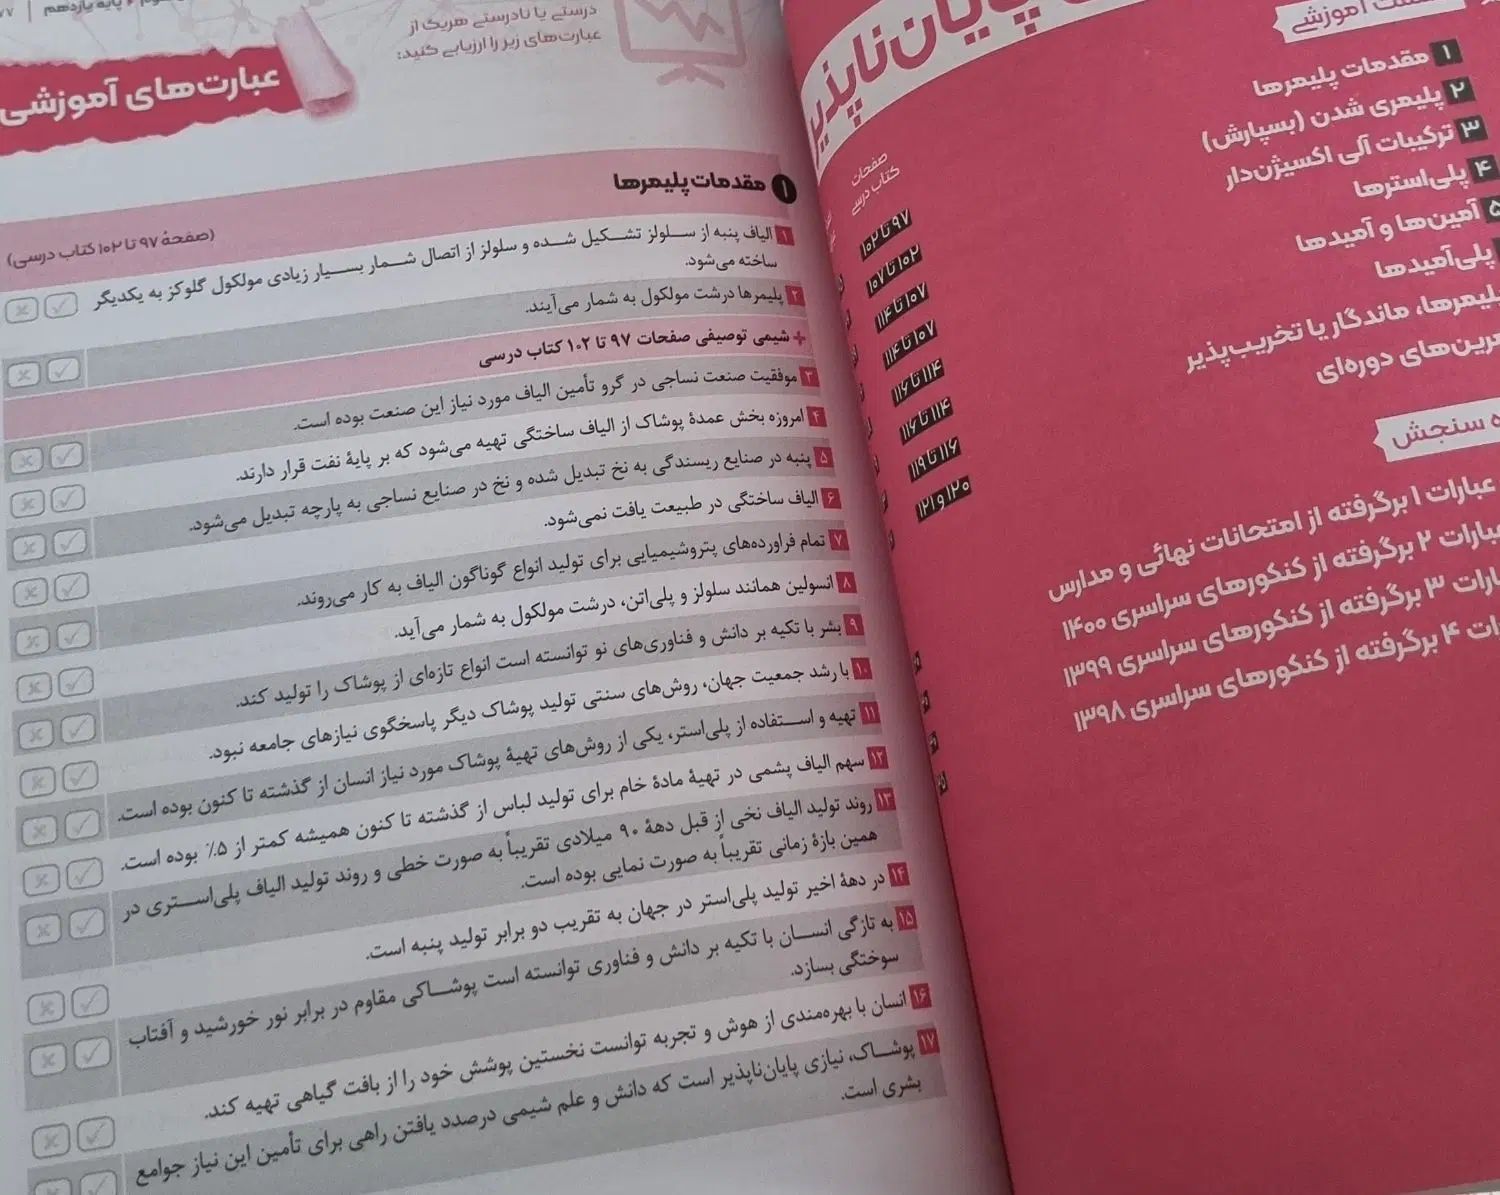 پایان‌ناپذیر
آموزشی
صفحات
کتاب درسی
۱ مقدمات پلیمرها
۹۷ تا ۱۰۲
۲ پلیمری شدن (بسپارش)
۱۰۲ تا ۱۰۷
۳ ترکیبات آلی اکسیژن‌دار
۱۰۷ تا ۱۱۴
۴ پلی‌استرها
۱۰۷ تا ۱۱۴
۵ آمین‌ها و آمیدها
۱۱۴ تا ۱۱۶
پلی‌آمیدها
۱۱۴ تا ۱۱۶
ماندگار یا تخریب‌پذیر
۱۱۶ تا ۱۱۹
دوره‌ای
۱۲۰ و ۱۲۱
سنجش
عبارات ۱ برگرفته از امتحانات نهائی و مدارس
۲ برگرفته از کنکورهای سراسری ۱۴۰۰
۳ برگرفته از کنکورهای سراسری ۱۳۹۹
۴ برگرفته از کنکورهای سراسری ۱۳۹۸
پایه یازدهم
درستی یا نادرستی هریک از
عبارت‌های زیر را ارزیابی کنید:
عبارت‌های آموزشی
۱ مقدمات پلیمرها
(صفحهٔ ۹۷ تا ۱۰۲ کتاب درسی)
۱ الیاف پنبه از سلولز تشکیل شده و سلولز از اتصال شمار بسیار زیادی مولکول گلوکز به یکدیگر
ساخته می‌شود.
۲ پلیمرها درشت مولکول به شمار می‌آیند.
+ شیمی توصیفی صفحات ۹۷ تا ۱۰۲ کتاب درسی
۳ موفقیت صنعت نساجی در گرو تأمین الیاف مورد نیاز این صنعت بوده است.
۴ امروزه بخش عمدهٔ پوشاک از الیاف ساختگی تهیه می‌شود که بر پایهٔ نفت قرار دارند.
۵ پنبه در صنایع ریسندگی به نخ تبدیل شده و نخ در صنایع نساجی به پارچه تبدیل می‌شود.
۶ الیاف ساختگی در طبیعت یافت نمی‌شود.
۷ تمام فراورده‌های پتروشیمیایی برای تولید انواع گوناگون الیاف به کار می‌روند.
۸ انسولین همانند سلولز و پلی‌اتن، درشت مولکول به شمار می‌آید.
۹ بشر با تکیه بر دانش و فناوری‌های نو توانسته است انواع تازه‌ای از پوشاک را تولید کند.
۱۰ با رشد جمعیت جهان، روش‌های سنتی تولید پوشاک دیگر پاسخگوی نیازهای جامعه نبود.
۱۱ تهیه و استفاده از پلی‌استر، یکی از روش‌های تهیهٔ پوشاک مورد نیاز انسان از گذشته تا کنون بوده است.
۱۲ سهم الیاف پشمی در تهیهٔ مادهٔ خام برای تولید لباس از گذشته تا کنون همیشه کمتر از ۵٪ بوده است.
۱۳ روند تولید الیاف نخی از قبل دههٔ ۹۰ میلادی تقریباً به صورت خطی و روند تولید الیاف پلی‌استری در
همین بازهٔ زمانی تقریباً به صورت نمایی بوده است.
۱۴ در دههٔ اخیر تولید پلی‌استر در جهان به تقریب دو برابر تولید پنبه است.
۱۵ به تازگی انسان با تکیه بر دانش و فناوری توانسته است پوشاکی مقاوم در برابر نور خورشید و آفتاب
سوختگی بسازد.
۱۶ انسان با بهره‌مندی از هوش و تجربه توانست نخستین پوشش خود را از بافت گیاهی تهیه کند.
۱۷ پوشاک، نیازی پایان‌ناپذیر است که دانش و علم شیمی درصدد یافتن راهی برای تأمین این نیاز جوامع
بشری است.